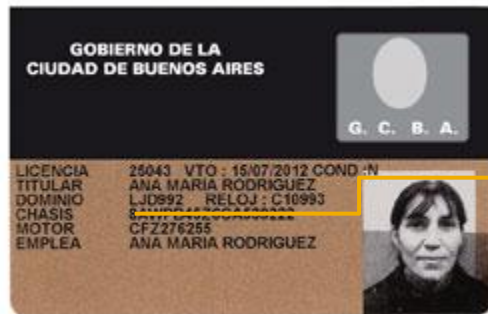 GOBIERNO DE LA
CIUDAD DE BUENOS AIRES
G. C. B. A.
LICENCIA 25043 VTO : 15/07/2012 COND :N
TITULAR ANA MARIA RODRIGUEZ
DOMINIO LJD992 RELOJ : C10993
CHASIS
MOTOR CFZ276255
EMPLEA ANA MARIA RODRIGUEZ